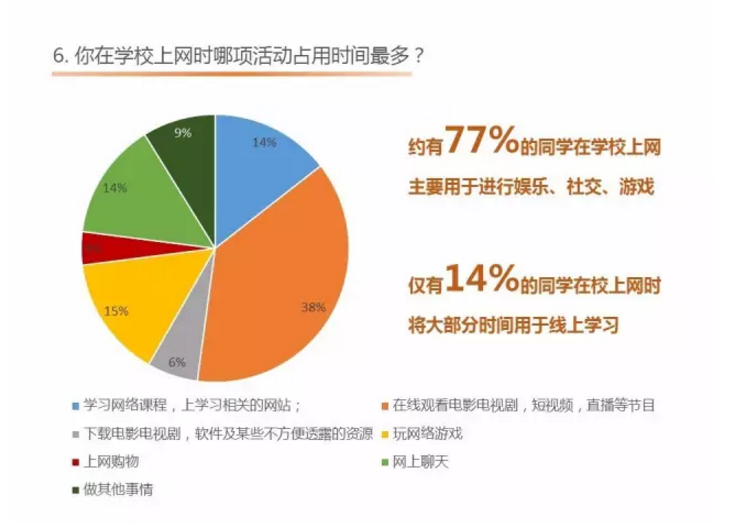 6. 你在学校上网时哪项活动占用时间最多？
9%
14%
14%
38%
15%
6%
约有77%的同学在学校上网
主要用于进行娱乐、社交、游戏
仅有14%的同学在校上网时
将大部分时间用于线上学习
学习网络课程，上学习相关的网站；
在线观看电影电视剧，短视频，直播等节目
下载电影电视剧，软件及某些不方便透露的资源
玩网络游戏
上网购物
网上聊天
做其他事情